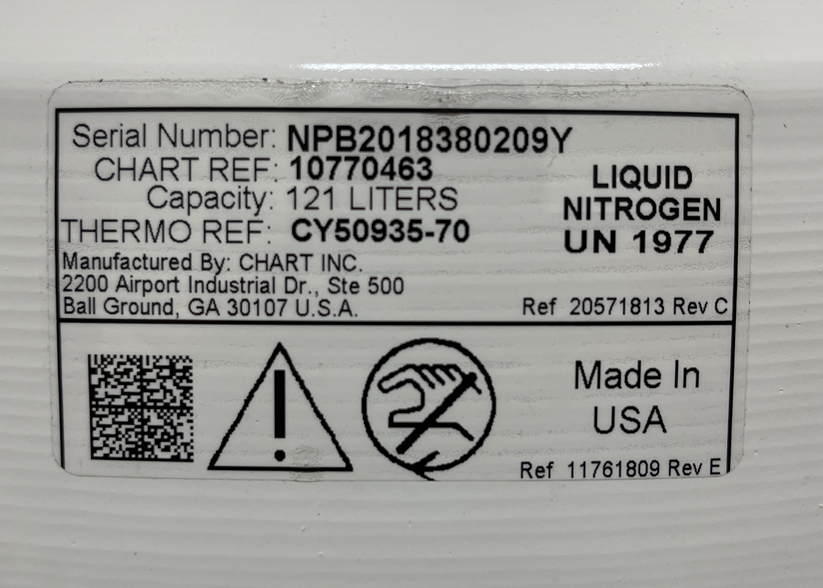 Serial Number: NPB2018380209Y
CHART REF: 10770463
Capacity: 121 LITERS
THERMO REF: CY50935-70
LIQUID
NITROGEN
UN 1977
Manufactured By: CHART INC.
2200 Airport Industrial Dr., Ste 500
Ball Ground, GA 30107 U.S.A.
Ref 20571813 Rev C
Made In
USA
Ref 11761809 Rev E